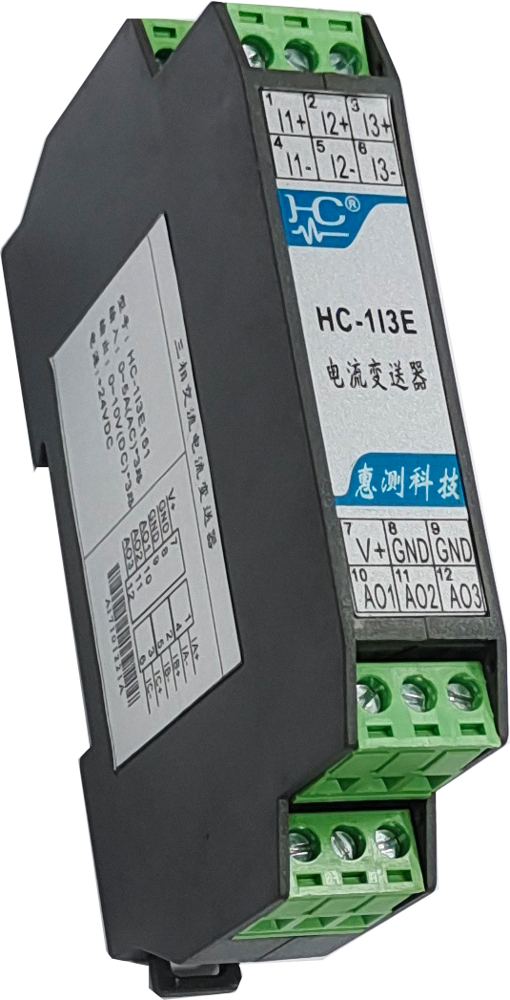 1 I1+ 2 I2+ 3 I3+
4 I1- 5 I2- 6 I3-
HC®
HC-1I3E
电流变送器
惠测科技
7 V+ 8 GND 9 GND
10 AO1 11 AO2 12 AO3
三相交流电流变送器
型号：HC-1I3E161
输入：0~5A(AC)*3路
输出：0~10V(DC)*3路
电源：+24VDC
V+ 7
GND 8
GND 9
AO1 10
AO2 11
AO3 12
1 IA+
4 IA-
2 IB+
5 IB-
3 IC+
6 IC-